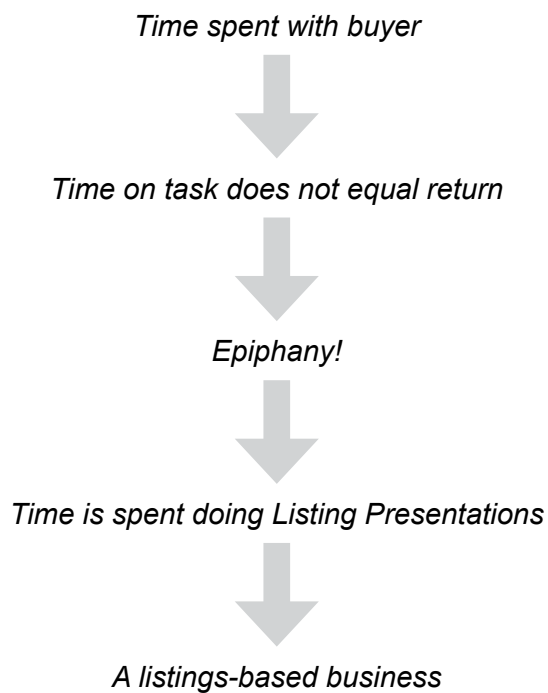 Time spent with buyer
Time on task does not equal return
Epiphany!
Time is spent doing Listing Presentations
A listings-based business